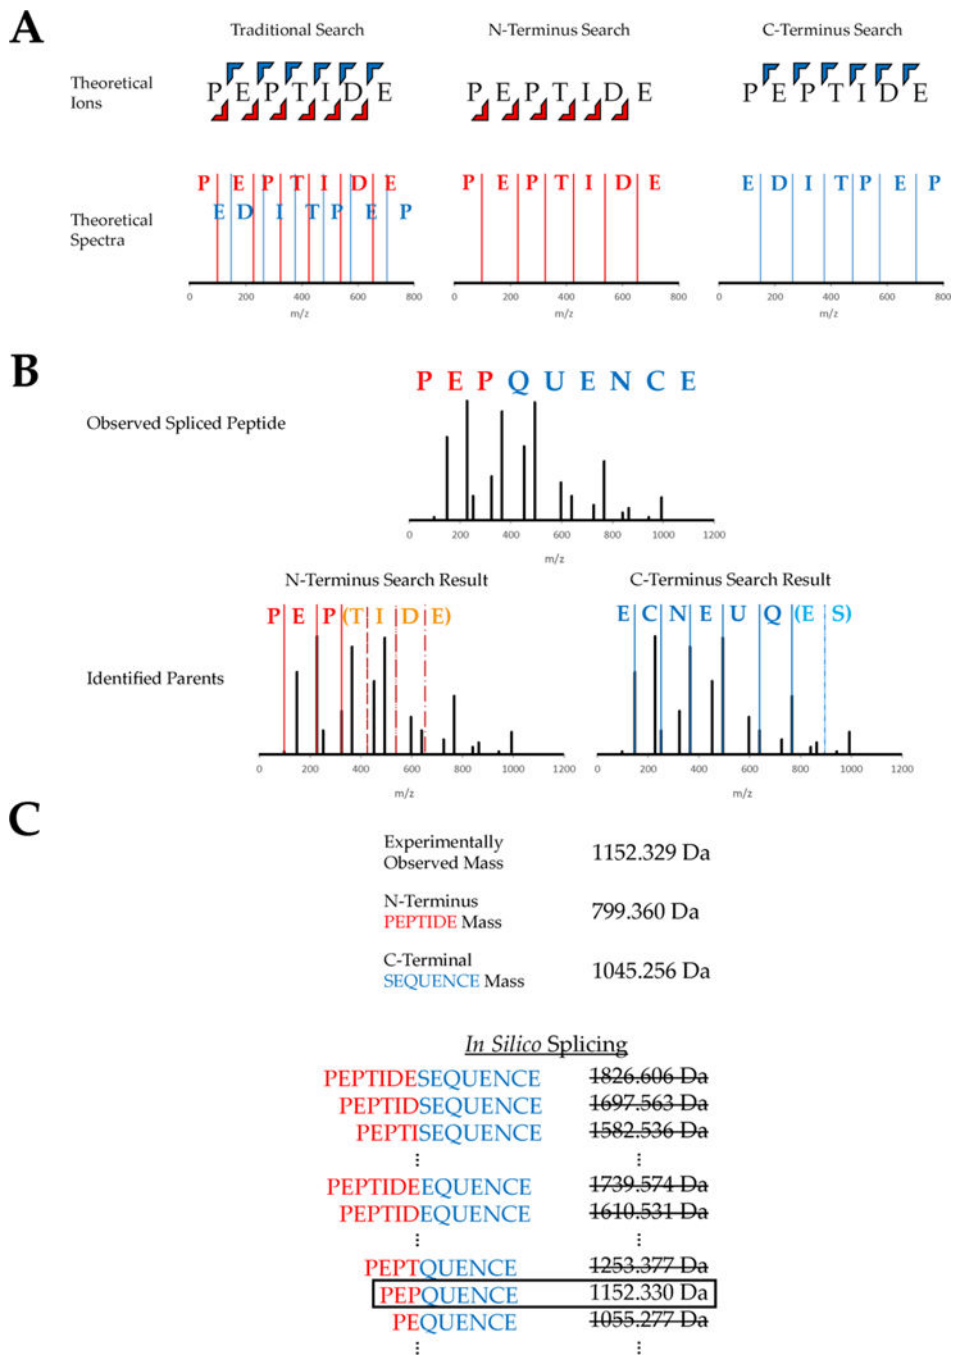 A
Traditional Search
N-Terminus Search
C-Terminus Search
Theoretical
Ions
P E P T I D E
P E P T I D E
P E P T I D E
Theoretical
Spectra
P E P T I D E
E D I T P E P
P E P T I D E
E D I T P E P
0 200 400 600 800
m/z
0 200 400 600 800
m/z
0 200 400 600 800
m/z
B
Observed Spliced Peptide
P E P Q U E N C E
0 200 400 600 800 1000 1200
m/z
N-Terminus Search Result
C-Terminus Search Result
Identified Parents
P E P (T I D E)
E C N E U Q (E S)
0 200 400 600 800 1000 1200
m/z
0 200 400 600 800 1000 1200
m/z
C
Experimentally
Observed Mass
1152.329 Da
N-Terminus
PEPTIDE Mass
799.360 Da
C-Terminal
SEQUENCE Mass
1045.256 Da
In Silico Splicing
PEPTIDESEQUENCE 1826.606 Da
PEPTIDSEQUENCE 1697.563 Da
PEPTISEQUENCE 1582.536 Da
⋮ ⋮
PEPTIDEEQUENCE 1739.574 Da
PEPTIDEQUENCE 1610.531 Da
⋮ ⋮
PEPTQUENCE 1253.377 Da
PEPQUENCE 1152.330 Da
PEQUENCE 1055.277 Da
⋮ ⋮